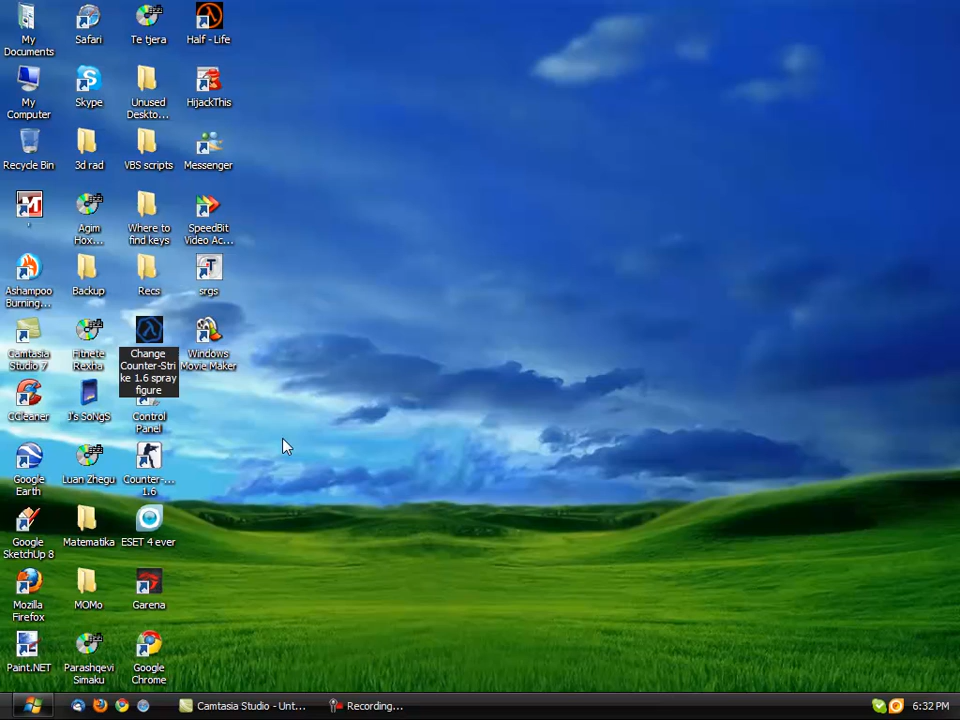 My
Documents
Safari
Te tjera
Half - Life
My
Computer
Skype
Unused
Deskto...
HijackThis
Recycle Bin
3d rad
VBS scripts
Messenger
Agim
Hox...
Where to
find keys
SpeedBit
Video Ac...
Ashampoo
Burning...
Backup
Recs
srgs
Camtasia
Studio 7
Fitnete
Rexha
Change
Counter-Stri
ke 1.6 spray
figure
Windows
Movie Maker
CCleaner
J's SoNgS
Control
Panel
Google
Earth
Luan Zhegu
Counter-...
1.6
Google
SketchUp 8
Matematika
ESET 4 ever
Mozilla
Firefox
MOMo
Garena
Paint.NET
Parashqevi
Simaku
Google
Chrome
Camtasia Studio - Unt...
Recording...
6:32 PM